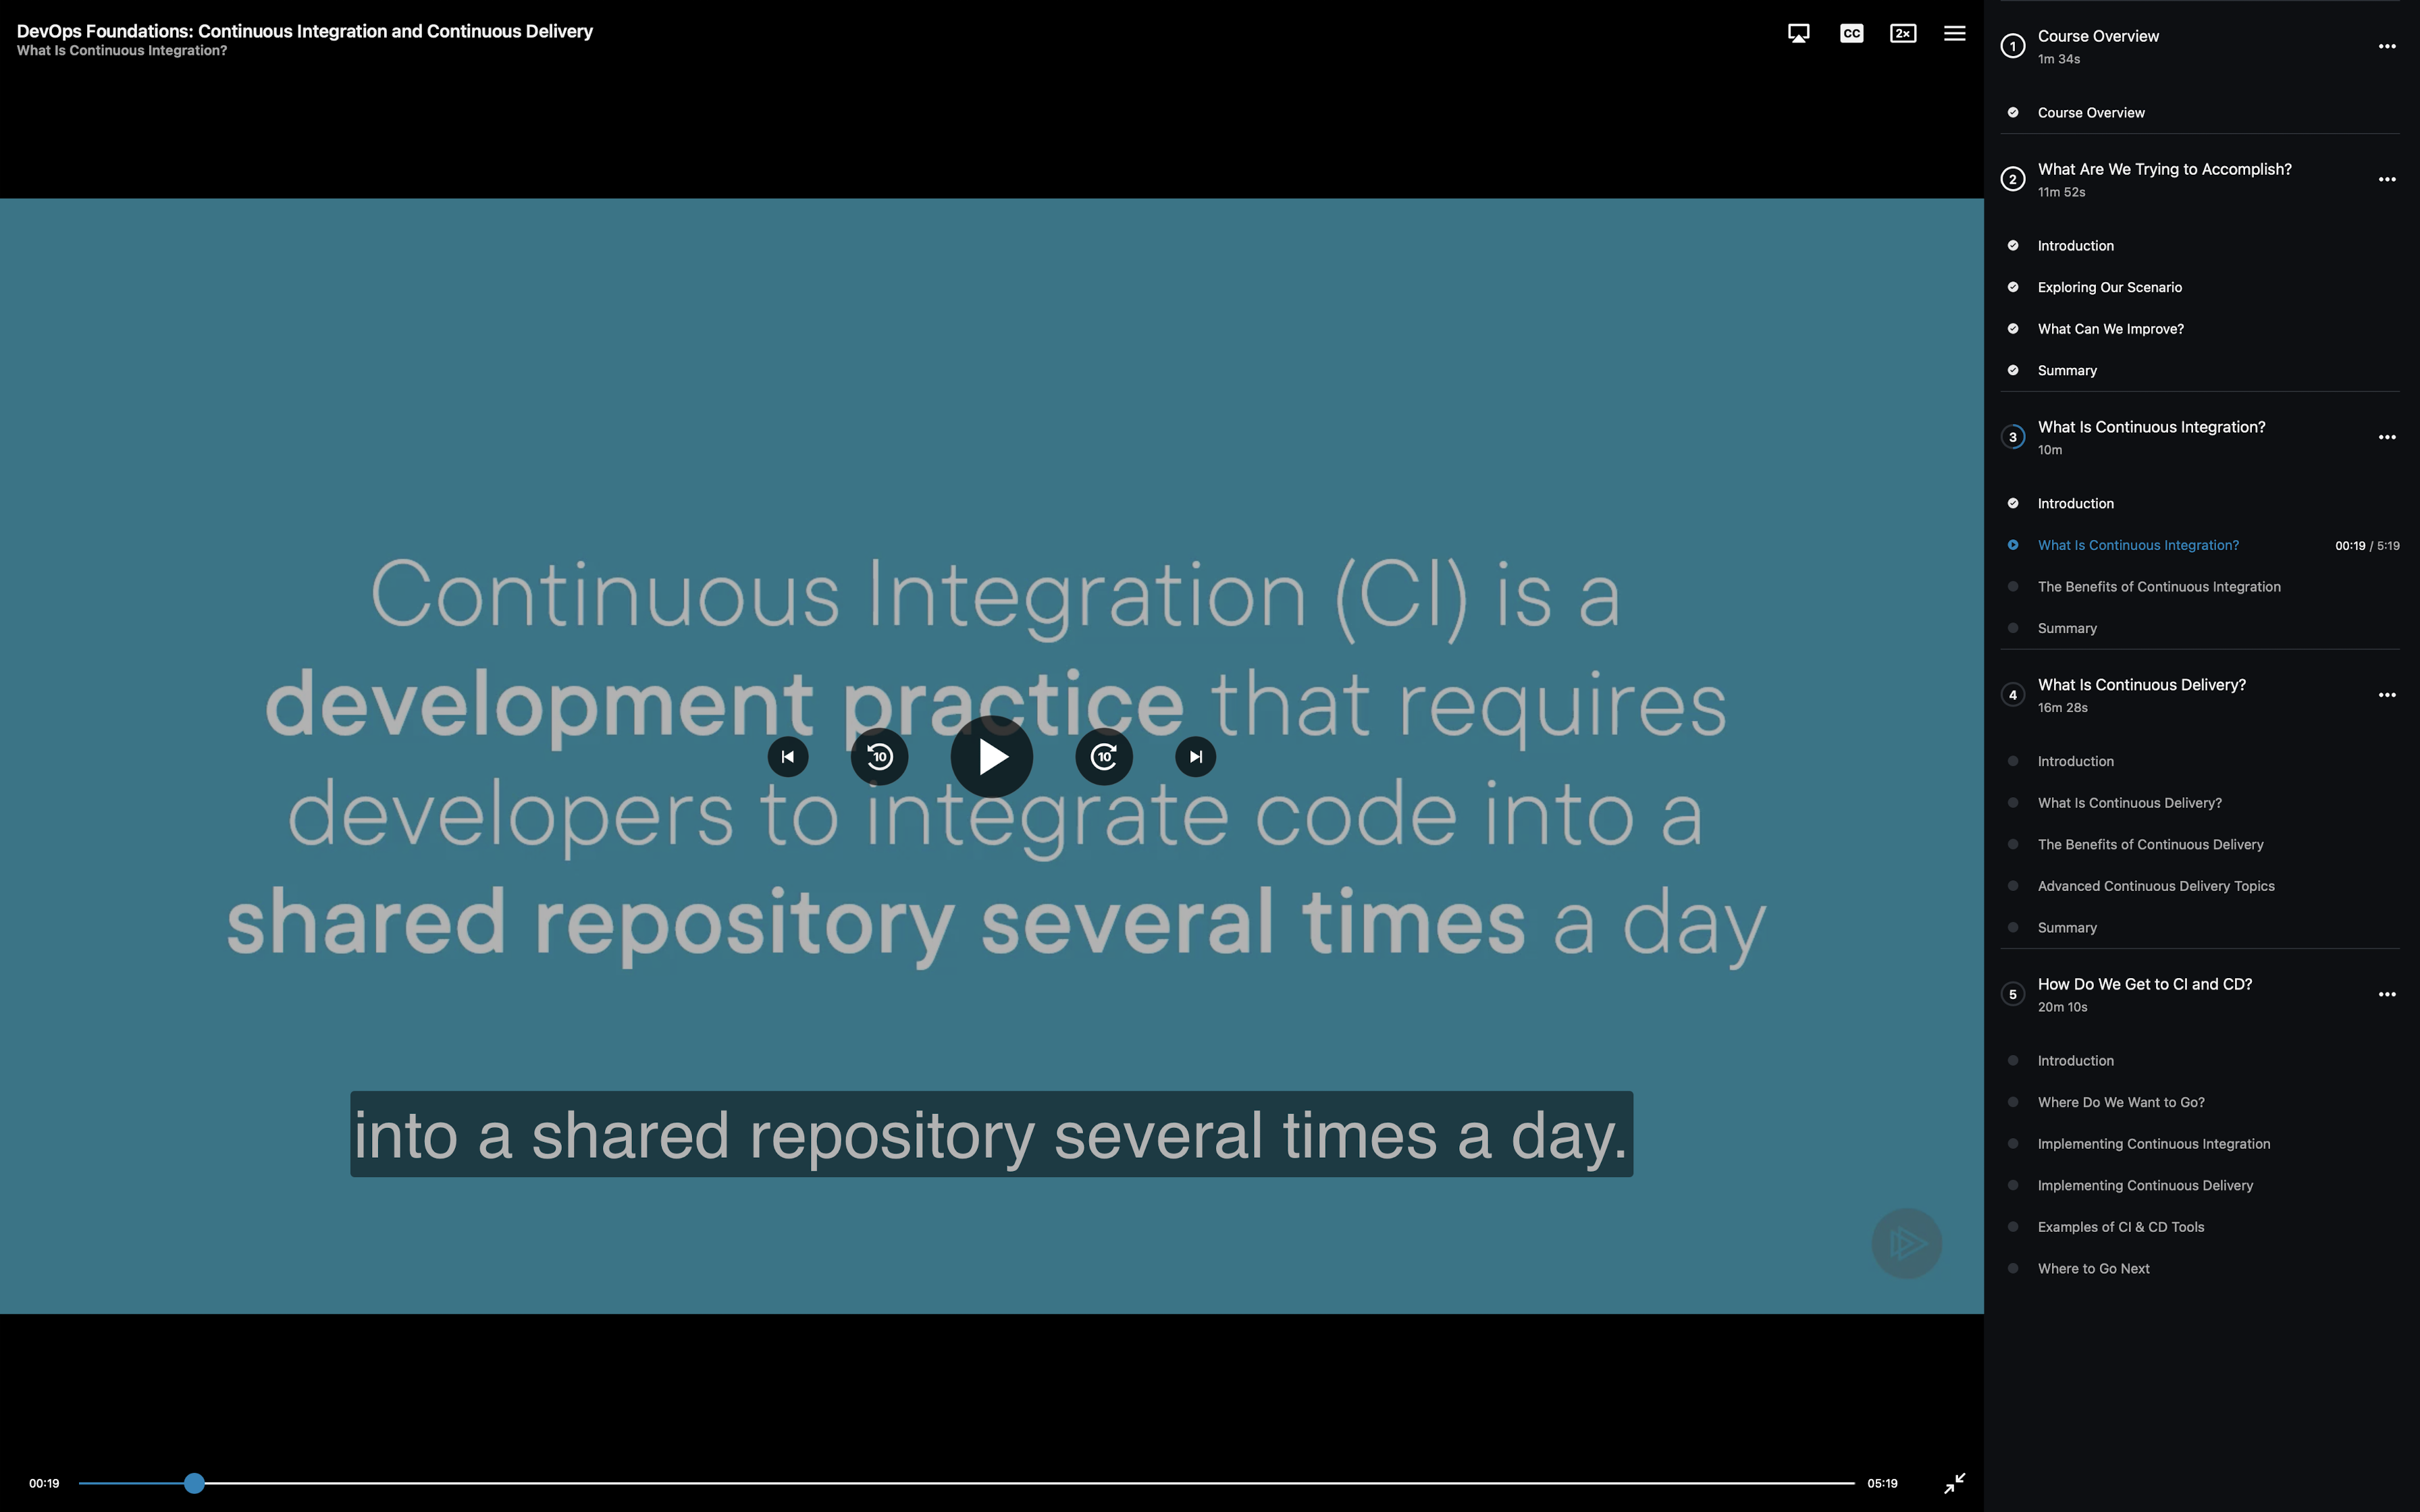 DevOps Foundations: Continuous Integration and Continuous Delivery
What Is Continuous Integration?
CC
2x
Continuous Integration (CI) is a
development practice that requires
developers to integrate code into a
shared repository several times a day
10
10
into a shared repository several times a day.
00:19
05:19
1
Course Overview
1m 34s
Course Overview
2
What Are We Trying to Accomplish?
11m 52s
Introduction
Exploring Our Scenario
What Can We Improve?
Summary
3
What Is Continuous Integration?
10m
Introduction
What Is Continuous Integration? 00:19 / 5:19
The Benefits of Continuous Integration
Summary
4
What Is Continuous Delivery?
16m 28s
Introduction
What Is Continuous Delivery?
The Benefits of Continuous Delivery
Advanced Continuous Delivery Topics
Summary
5
How Do We Get to CI and CD?
20m 10s
Introduction
Where Do We Want to Go?
Implementing Continuous Integration
Implementing Continuous Delivery
Examples of CI & CD Tools
Where to Go Next